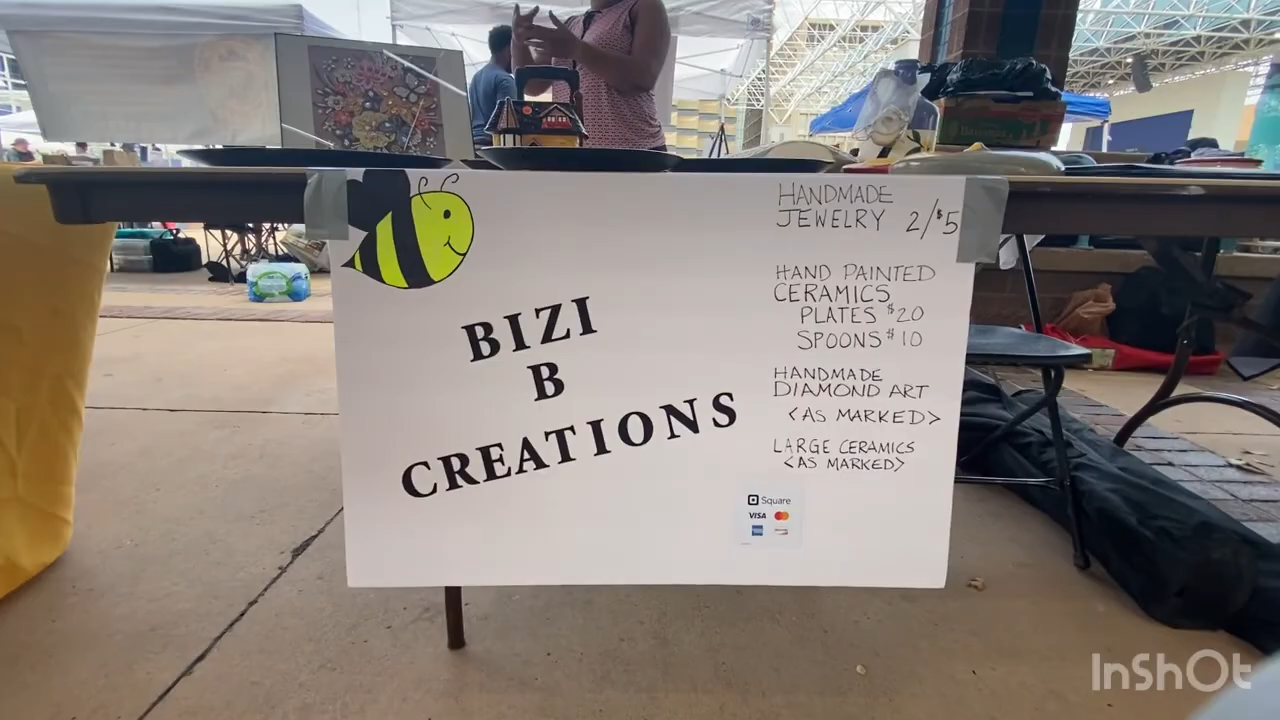 BIZI
B
CREATIONS
HANDMADE
JEWELRY 2/$5
HAND PAINTED
CERAMICS
PLATES $20
SPOONS $10
HANDMADE
DIAMOND ART
<AS MARKED>
LARGE CERAMICS
<AS MARKED>
Square
VISA
InShOt